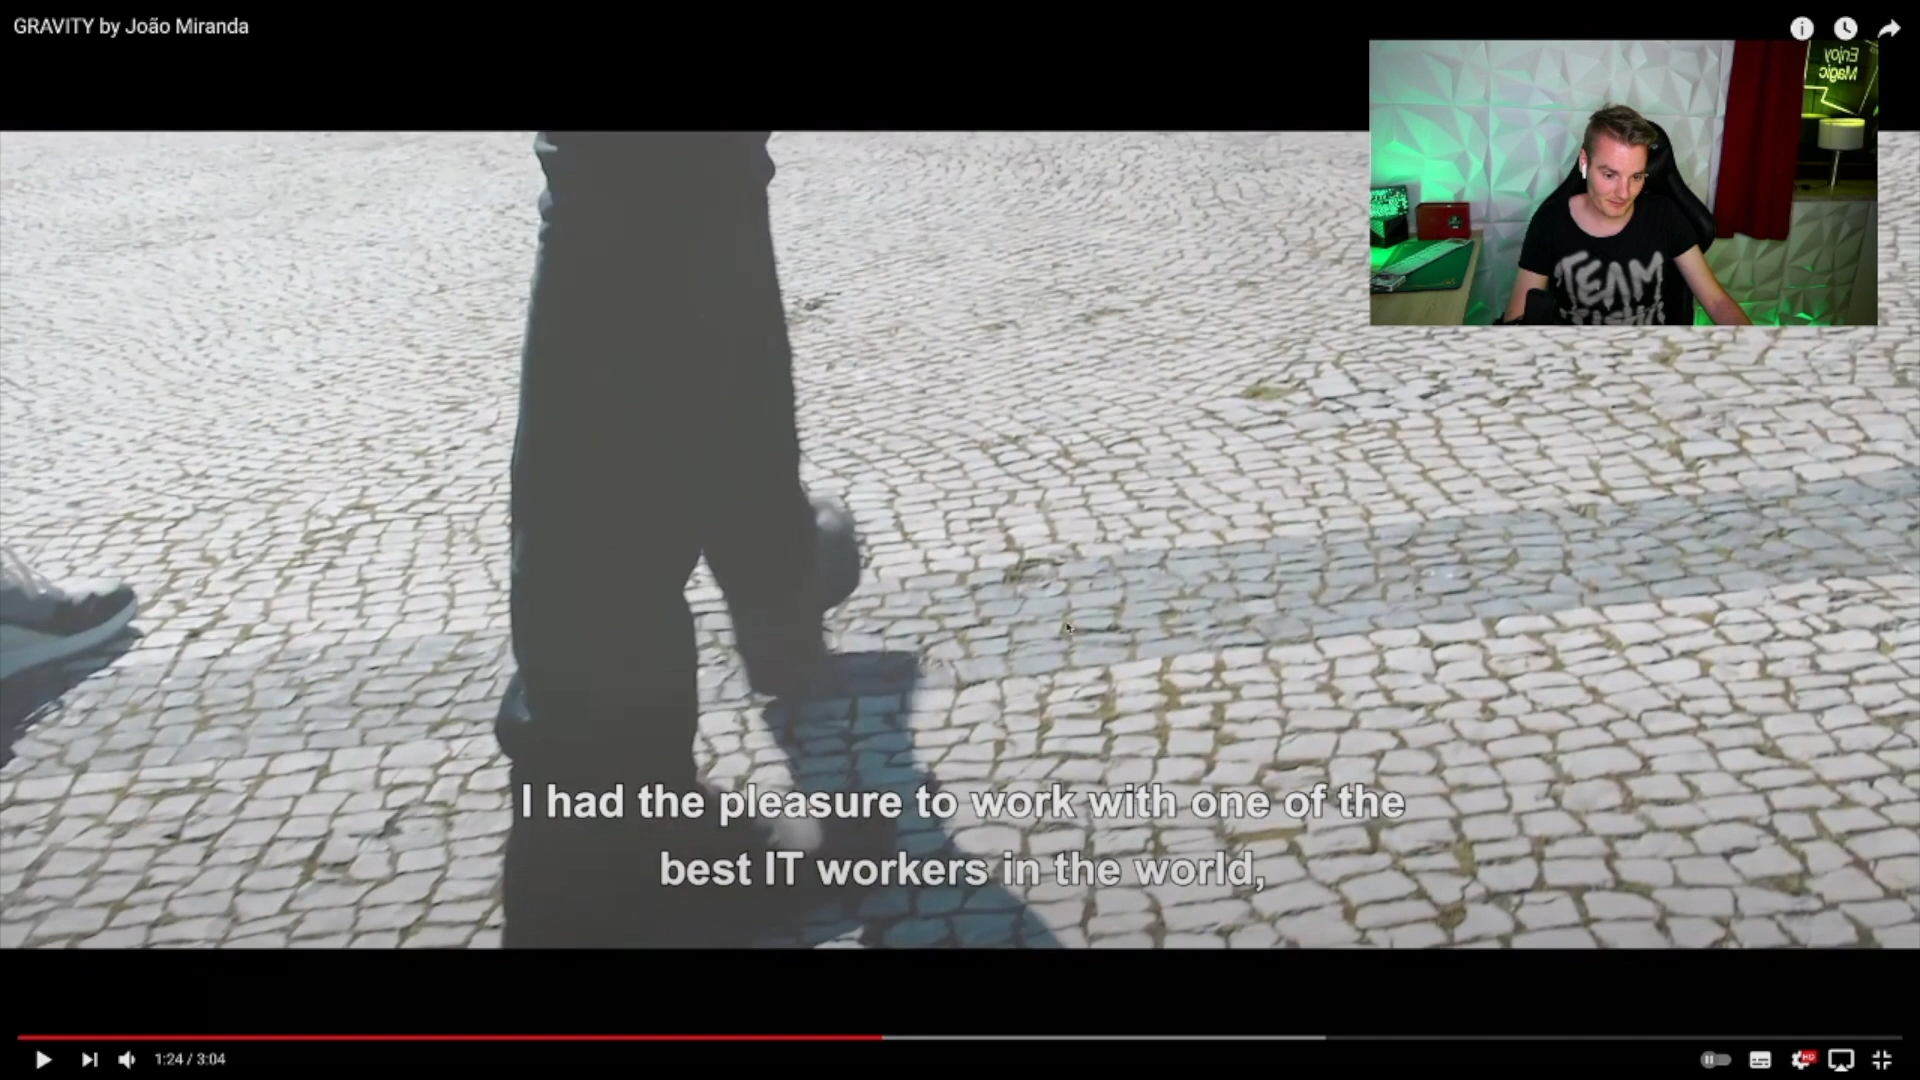 GRAVITY by João Miranda
Enjoy
Magic
TEAM
I had the pleasure to work with one of the
best IT workers in the world,
1:24 / 3:04
HD